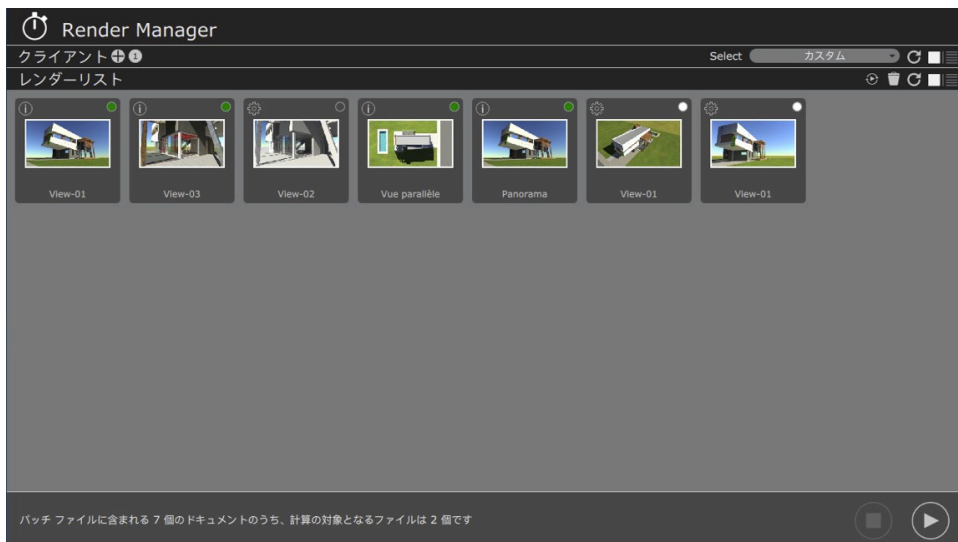 Render Manager
クライアント 1
Select カスタム
レンダーリスト
View-01
View-03
View-02
Vue parallèle
Panorama
View-01
View-01
バッチ ファイルに含まれる 7 個のドキュメントのうち、計算の対象となるファイルは 2 個です